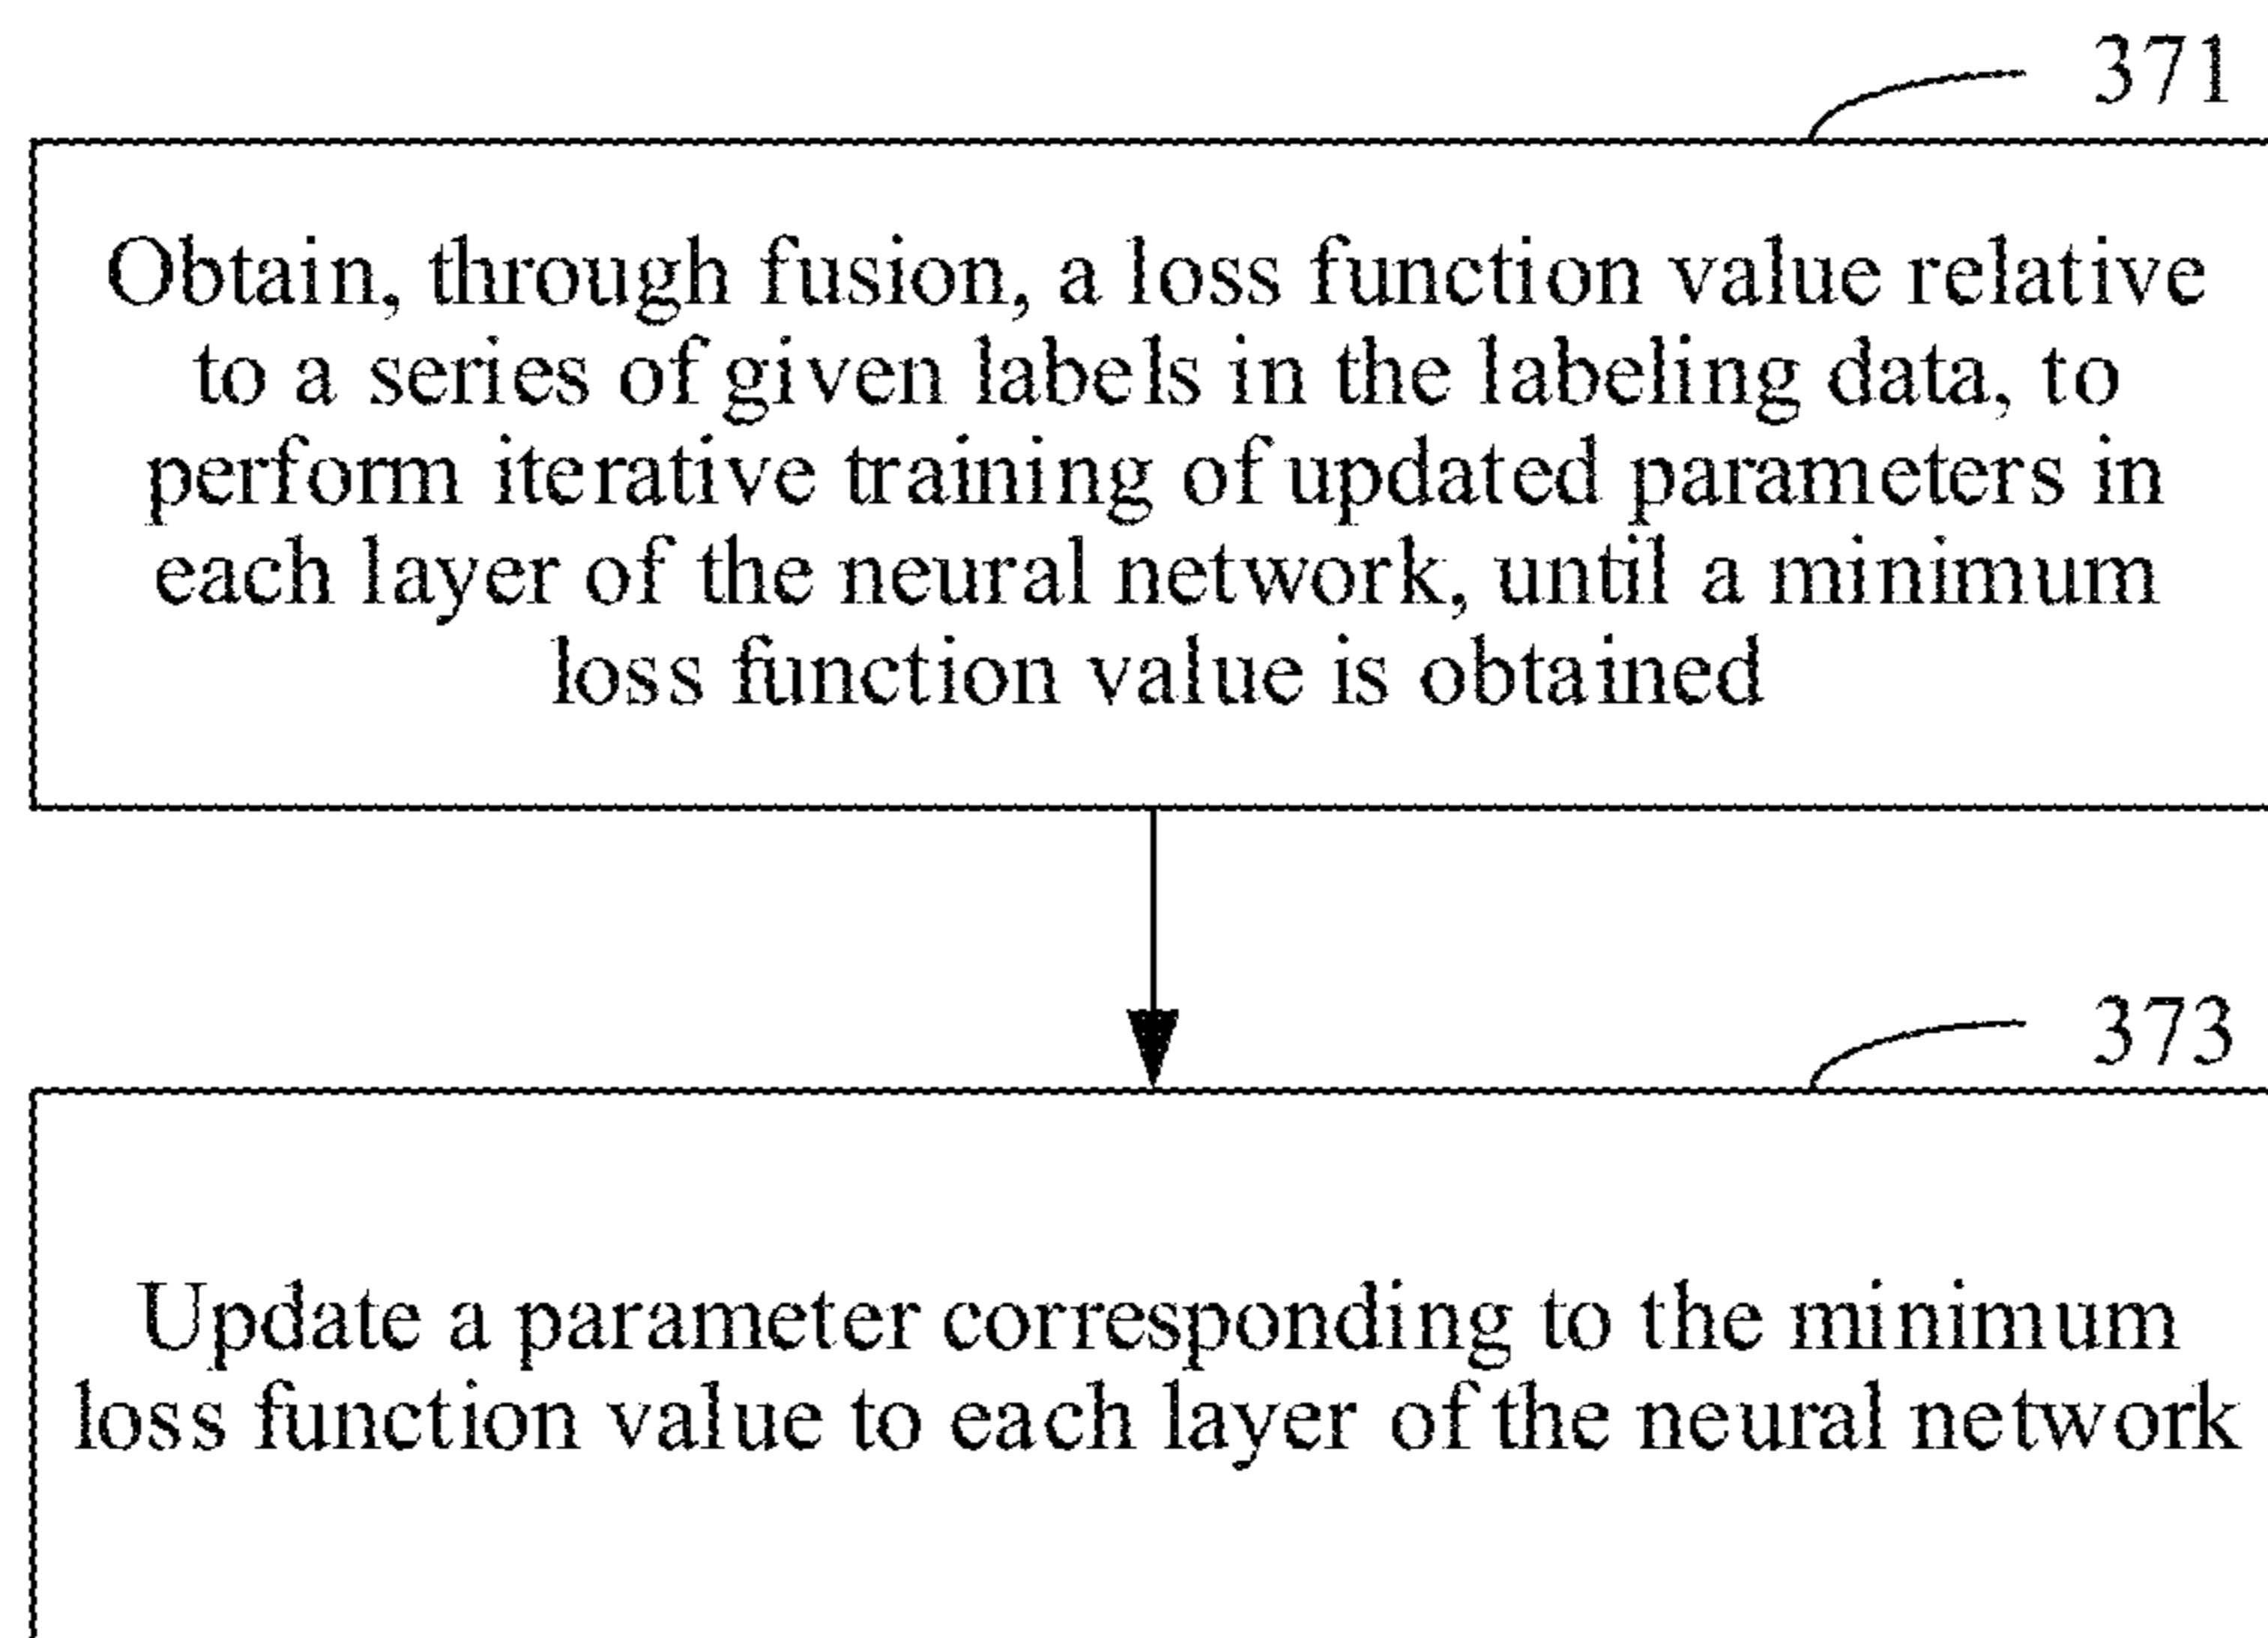 371
Obtain, through fusion, a loss function value relative
to a series of given labels in the labeling data, to
perform iterative training of updated parameters in
each layer of the neural network, until a minimum
loss function value is obtained
373
Update a parameter corresponding to the minimum
loss function value to each layer of the neural network